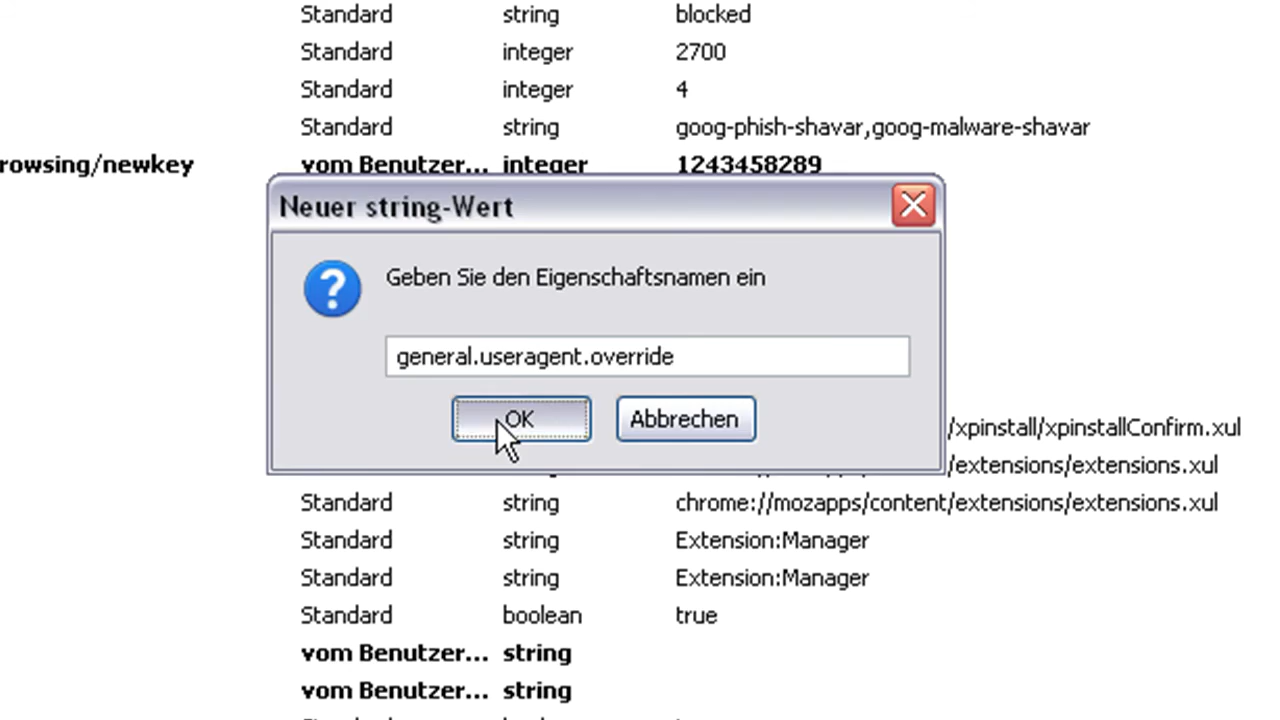 Standard string blocked
Standard integer 2700
Standard integer 4
Standard string goog-phish-shavar,goog-malware-shavar
rowsing/newkey vom Benutzer... integer 1243458289
Neuer string-Wert
Geben Sie den Eigenschaftsnamen ein
general.useragent.override
OK Abbrechen
/xpinstall/xpinstallConfirm.xul
/extensions/extensions.xul
Standard string chrome://mozapps/content/extensions/extensions.xul
Standard string Extension:Manager
Standard string Extension:Manager
Standard boolean true
vom Benutzer... string
vom Benutzer... string